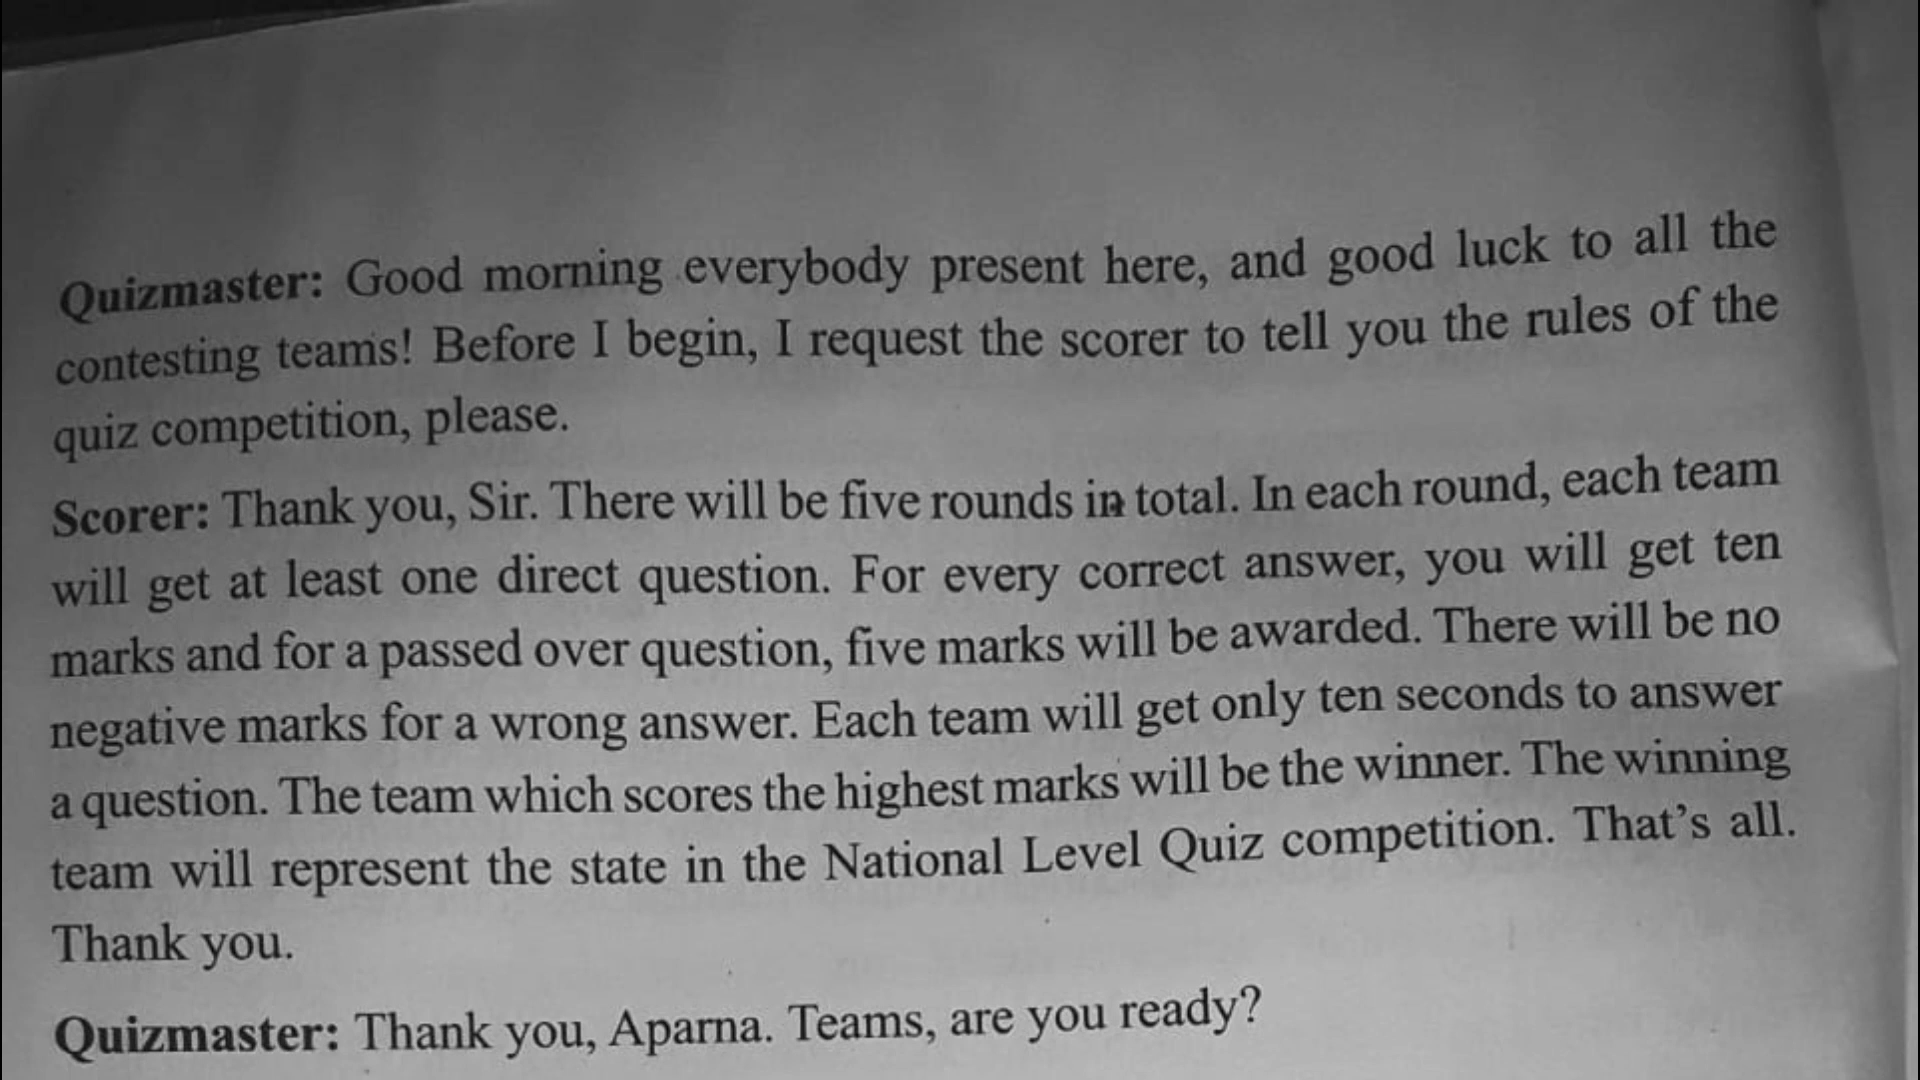 Quizmaster: Good morning everybody present here, and good luck to all the
contesting teams! Before I begin, I request the scorer to tell you the rules of the
quiz competition, please.
Scorer: Thank you, Sir. There will be five rounds in total. In each round, each team
will get at least one direct question. For every correct answer, you will get ten
marks and for a passed over question, five marks will be awarded. There will be no
negative marks for a wrong answer. Each team will get only ten seconds to answer
a question. The team which scores the highest marks will be the winner. The winning
team will represent the state in the National Level Quiz competition. That's all.
Thank you.
Quizmaster: Thank you, Aparna. Teams, are you ready?